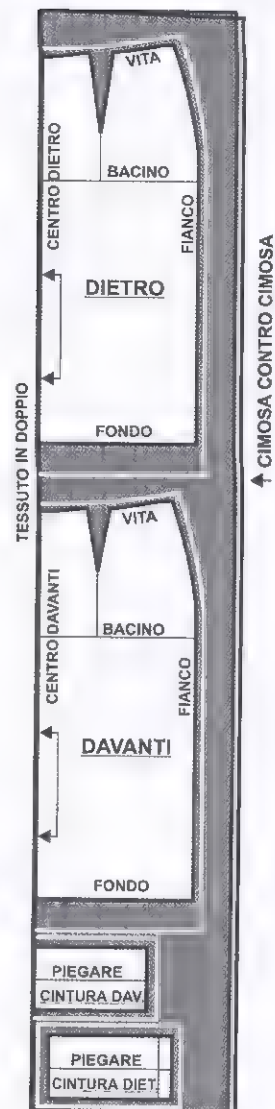 VITA
CENTRO DIETRO
BACINO
FIANCO
DIETRO
FONDO
TESSUTO IN DOPPIO
CIMOSA CONTRO CIMOSA
VITA
CENTRO DAVANTI
BACINO
FIANCO
DAVANTI
FONDO
PIEGARE
CINTURA DAV.
PIEGARE
CINTURA DIET.